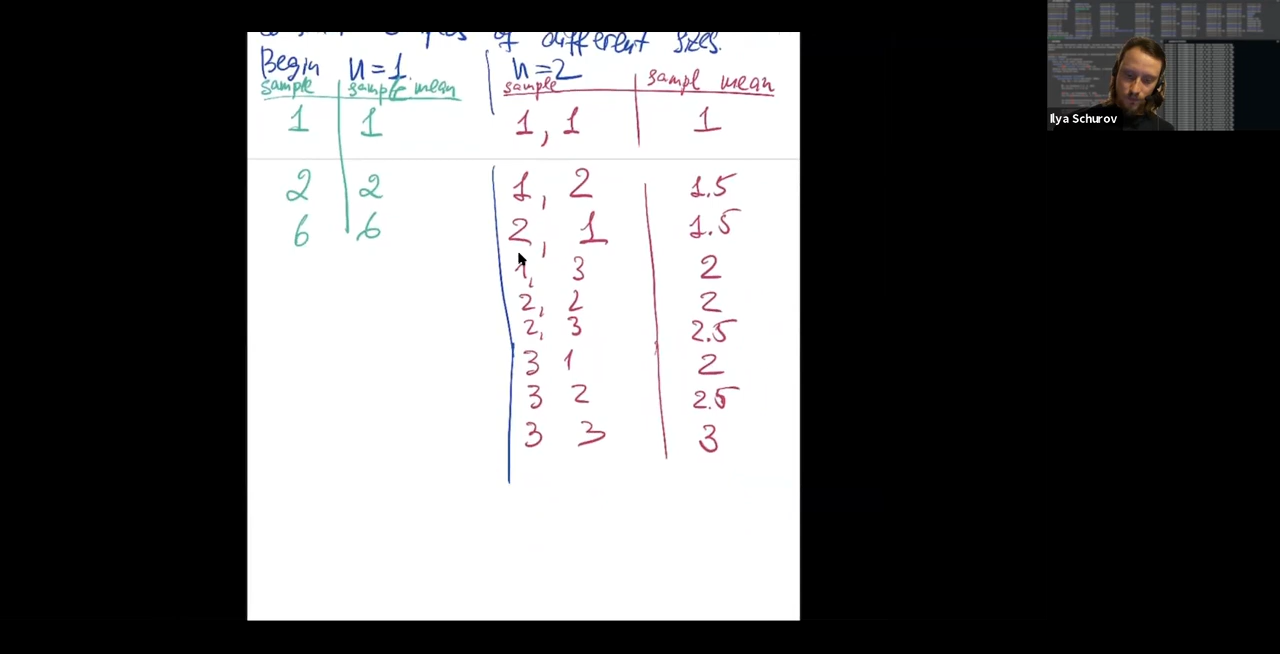 of different sizes.
Begin n=1.
sample sample mean
1 1
2 2
6 6
n=2
sample sampl mean
1, 1 1
1, 2 1.5
2, 1 1.5
1, 3 2
2, 2 2
2, 3 2.5
3 1 2
3 2 2.5
3 3 3
Ilya Schurov